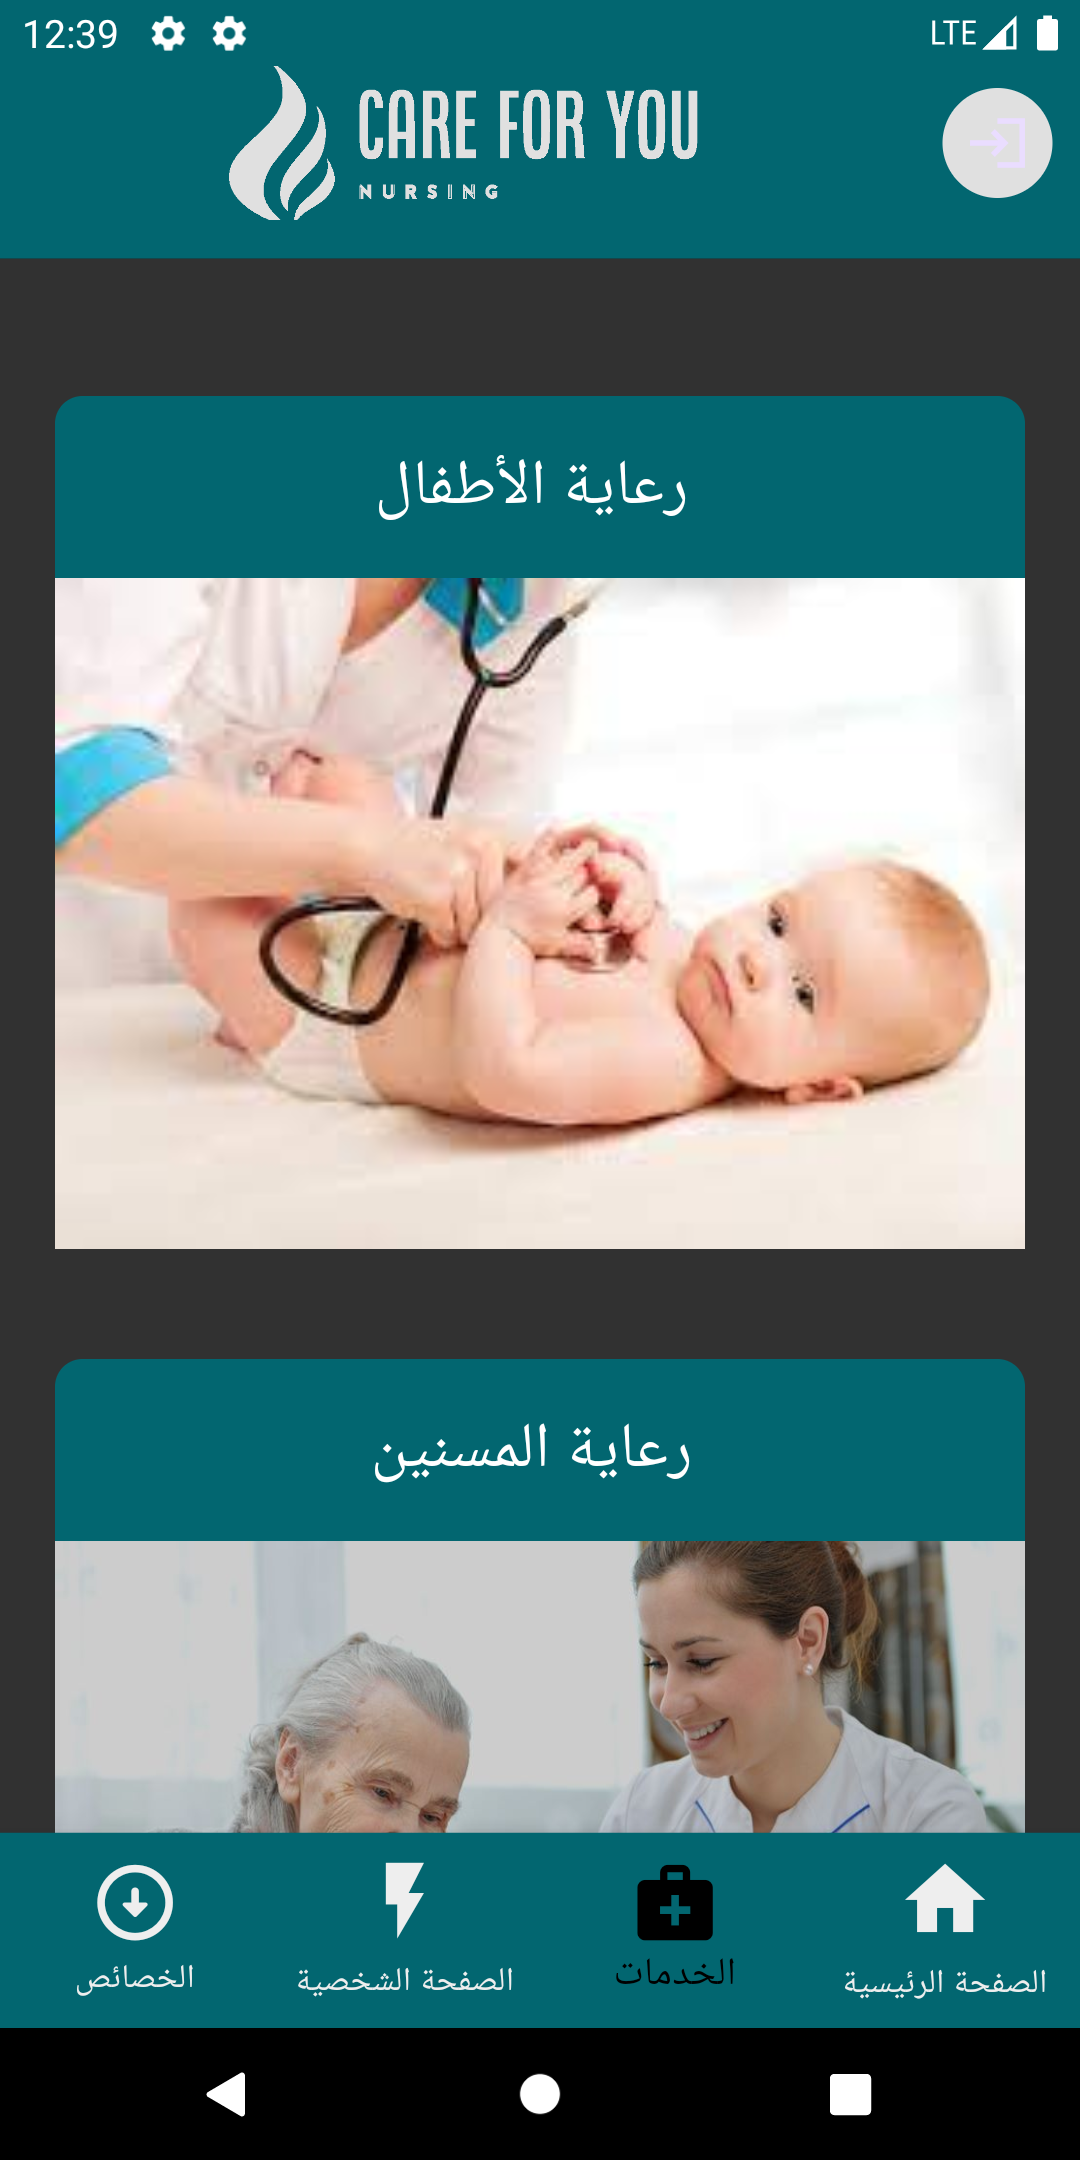 12:39
LTE
CARE FOR YOU
NURSING
رعاية الأطفال
رعاية المسنين
الصفحة الرئيسية
الخدمات
الصفحة الشخصية
الخصائص